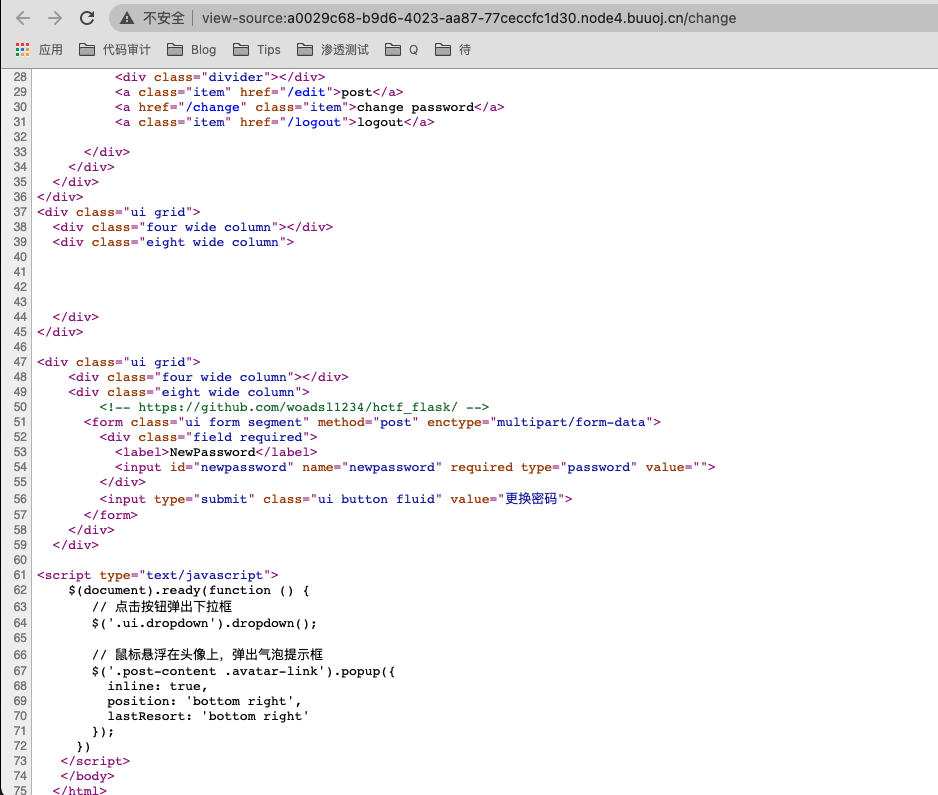 不安全 view-source:a0029c68-b9d6-4023-aa87-77ceccfc1d30.node4.buuoj.cn/change
应用 代码审计 Blog Tips 渗透测试 Q 待
28 <div class="divider"></div>
29 <a class="item" href="/edit">post</a>
30 <a href="/change" class="item">change password</a>
31 <a class="item" href="/logout">logout</a>
32
33 </div>
34 </div>
35 </div>
36 </div>
37 <div class="ui grid">
38 <div class="four wide column"></div>
39 <div class="eight wide column">
40
41
42
43
44 </div>
45 </div>
46
47 <div class="ui grid">
48 <div class="four wide column"></div>
49 <div class="eight wide column">
50 <!-- https://github.com/woadsl1234/hctf_flask/ -->
51 <form class="ui form segment" method="post" enctype="multipart/form-data">
52 <div class="field required">
53 <label>NewPassword</label>
54 <input id="newpassword" name="newpassword" required type="password" value="">
55 </div>
56 <input type="submit" class="ui button fluid" value="更换密码">
57 </form>
58 </div>
59 </div>
60
61 <script type="text/javascript">
62 $(document).ready(function () {
63 // 点击按钮弹出下拉框
64 $('.ui.dropdown').dropdown();
65
66 // 鼠标悬浮在头像上，弹出气泡提示框
67 $('.post-content .avatar-link').popup({
68 inline: true,
69 position: 'bottom right',
70 lastResort: 'bottom right'
71 });
72 })
73 </script>
74 </body>
75 </html>